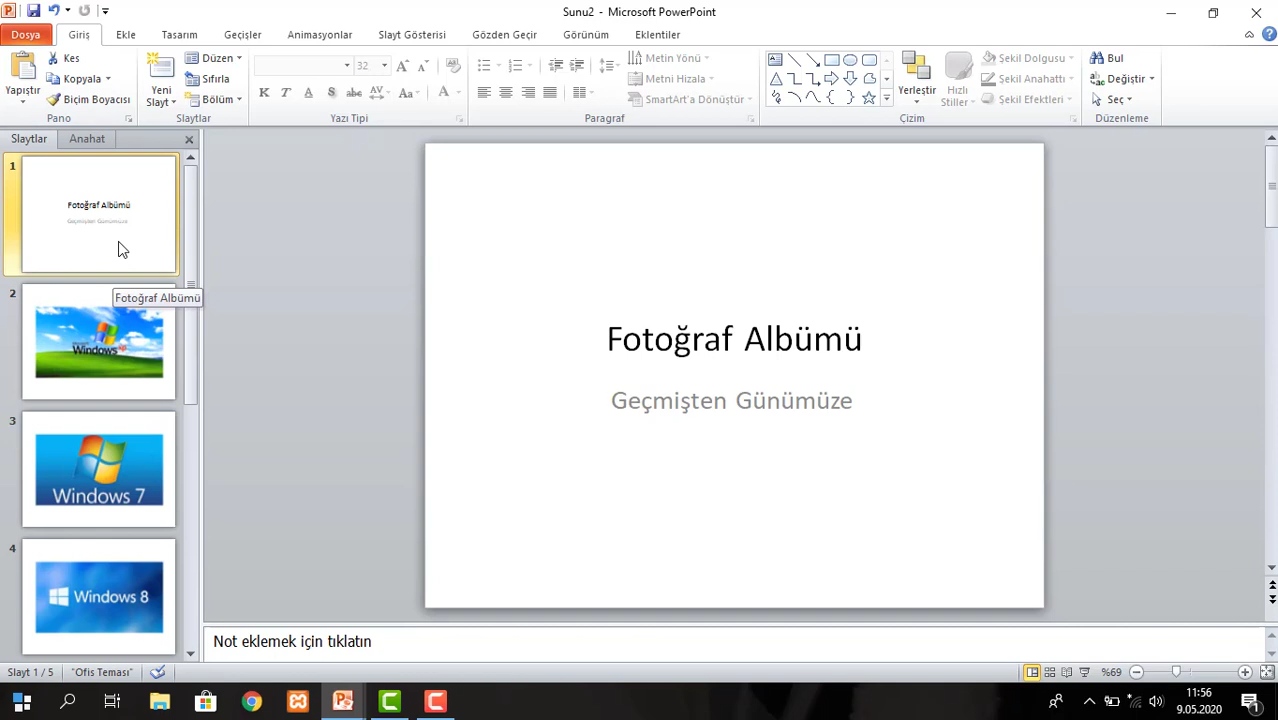 Sunu2 - Microsoft PowerPoint
Dosya Giriş Ekle Tasarım Geçişler Animasyonlar Slayt Gösterisi Gözden Geçir Görünüm Eklentiler
Yapıştır
Kes
Kopyala
Biçim Boyacısı
Pano
Yeni Slayt
Düzen
Sıfırla
Bölüm
Slaytlar
32
Yazı Tipi
Metin Yönü
Metni Hizala
SmartArt'a Dönüştür
Paragraf
Yerleştir
Hızlı Stiller
Şekil Dolgusu
Şekil Anahattı
Şekil Efektleri
Çizim
Bul
Değiştir
Seç
Düzenleme
Slaytlar Anahat
1
Fotoğraf Albümü
Geçmişten Günümüze
Fotoğraf Albümü
2
Windows xp
3
Windows 7
4
Windows 8
Fotoğraf Albümü
Geçmişten Günümüze
Not eklemek için tıklatın
Slayt 1 / 5 "Ofis Teması" %69
11:56
9.05.2020